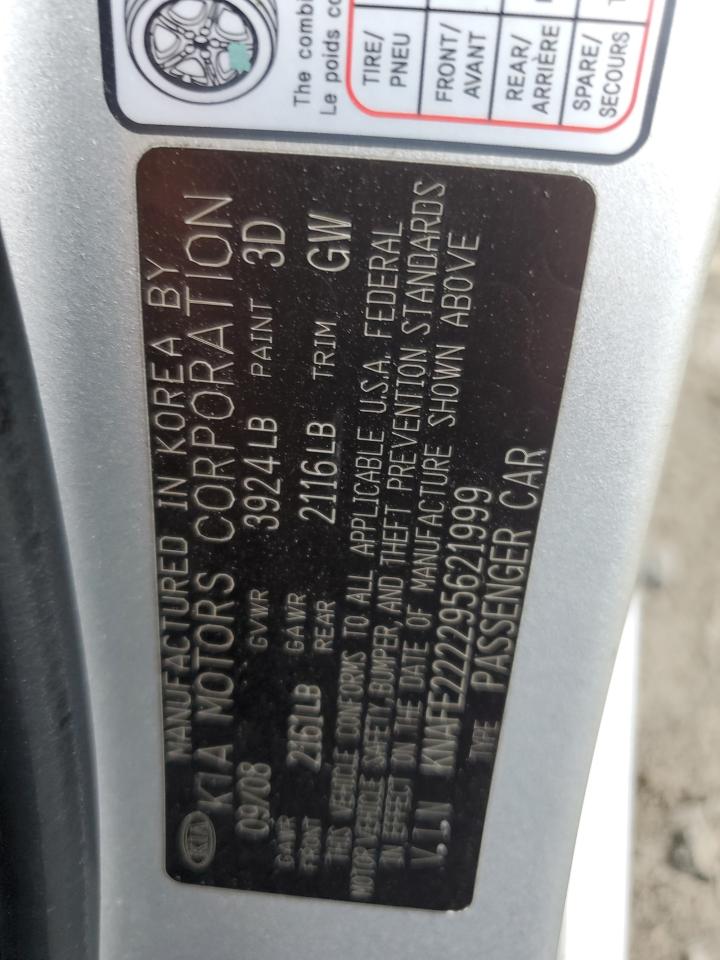 The combi
Le poids co
TIRE/
PNEU
FRONT/
AVANT
REAR/
ARRIÈRE
SPARE/
SECOURS
KIA
MANUFACTURED IN KOREA BY
KIA MOTORS CORPORATION
09/08 GVWR 3924LB PAINT 3D
GAWR FRONT 2161LB GAWR REAR 2116LB TRIM GW
THIS VEHICLE CONFORMS TO ALL APPLICABLE U.S.A. FEDERAL
MOTOR VEHICLE SAFETY, BUMPER, AND THEFT PREVENTION STANDARDS
IN EFFECT ON THE DATE OF MANUFACTURE SHOWN ABOVE
V.I.N KNAFE222295621999
TYPE PASSENGER CAR